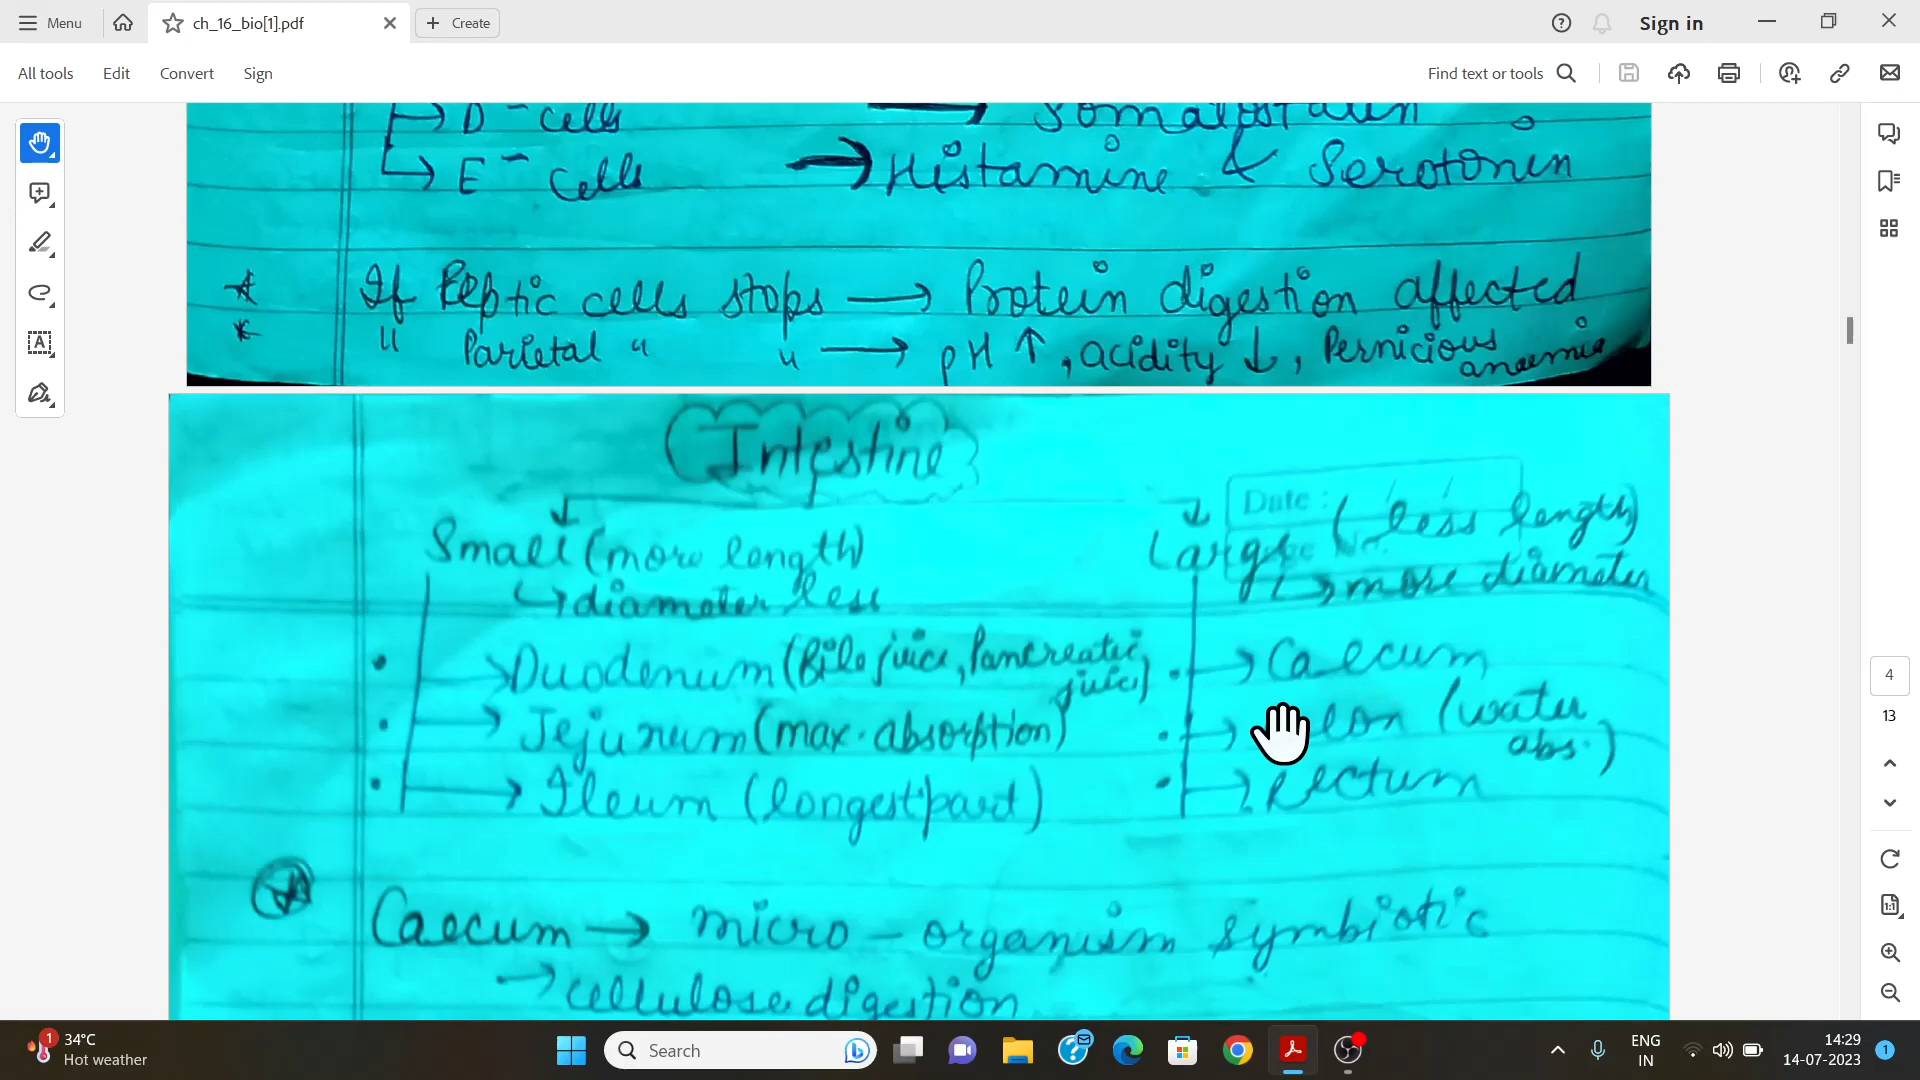 Menu
ch_16_bio[1].pdf
Create
Sign in
All tools
Edit
Convert
Sign
Find text or tools
D - cells → Somatostatin
E - cells → Histamine & Serotonin
* If Peptic cells stops → Protein digestion affected
* " Parietal " " → pH ↑, acidity ↓, Pernicious anaemia
Intestine
Date :
Small (more length)
↳ diameter less
Large (less length)
↳ more diameter
• → Duodenum (Bile juice, Pancreatic juice)
• → Jejunum (max. absorption)
• → Ileum (longest part)
• → Caecum
• → lon (water abs.)
• → Rectum
Caecum → micro - organism symbiotic
→ cellulose digestion
4
13
1
34°C
Hot weather
Search
ENG
IN
14:29
14-07-2023
1